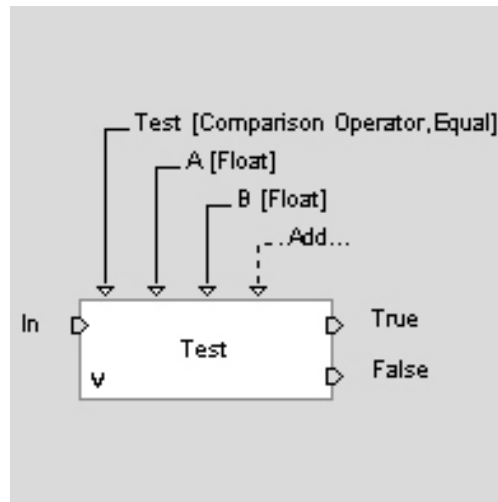 Test [Comparison Operator,Equal]
A [Float]
B [Float]
Add...
In
True
Test
False
V